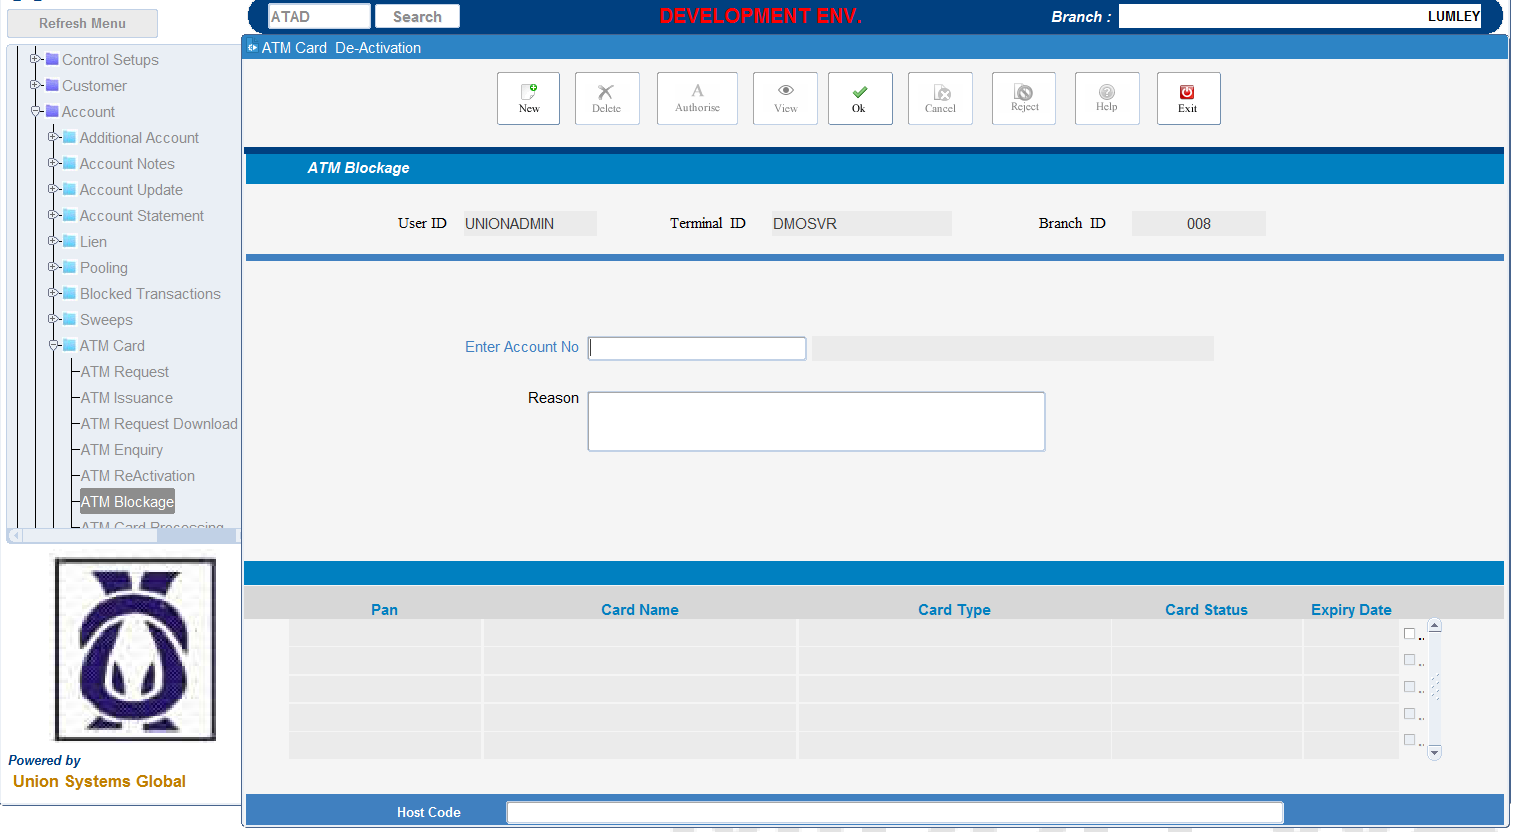 Refresh Menu
ATAD
Search
DEVELOPMENT ENV.
Branch :
LUMLEY
ATM Card De-Activation
Control Setups
Customer
Account
Additional Account
Account Notes
Account Update
Account Statement
Lien
Pooling
Blocked Transactions
Sweeps
ATM Card
ATM Request
ATM Issuance
ATM Request Download
ATM Enquiry
ATM ReActivation
ATM Blockage
ATM Card Processing
Powered by
Union Systems Global
New
Delete
Authorise
View
Ok
Cancel
Reject
Help
Exit
ATM Blockage
User ID UNIONADMIN Terminal ID DMOSVR Branch ID 008
Enter Account No
Reason
Pan Card Name Card Type Card Status Expiry Date
..
..
..
..
..
Host Code